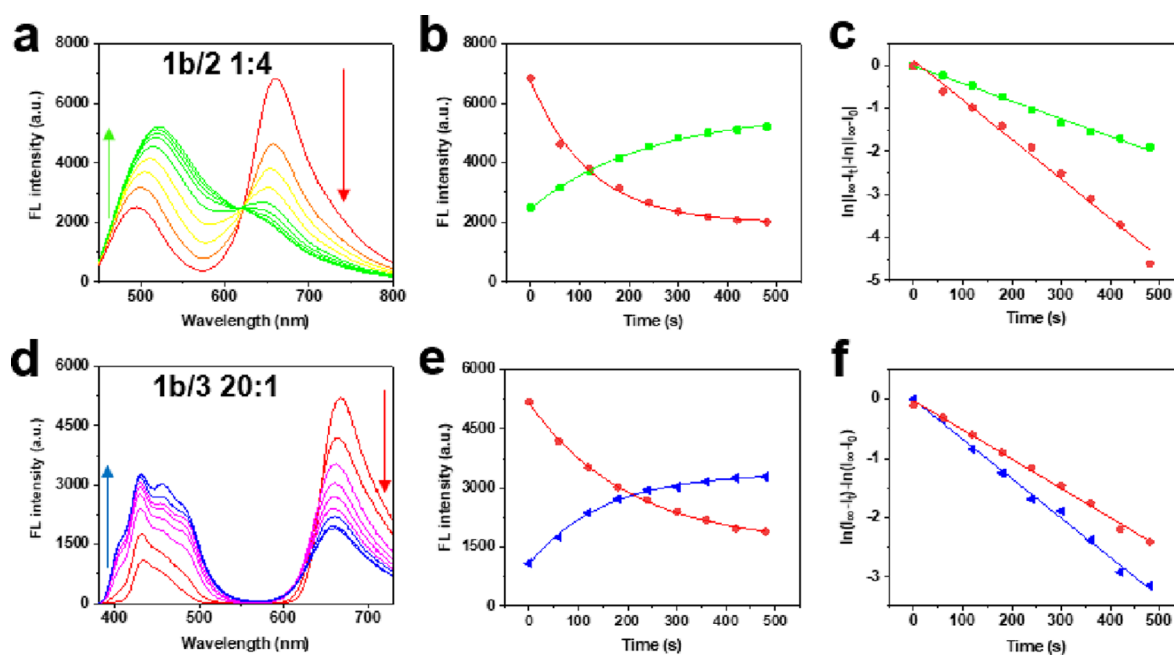 a
1b/2 1:4
FL intensity (a.u.)
8000
6000
4000
2000
0
500 600 700 800
Wavelength (nm)
b
FL intensity (a.u.)
8000
6000
4000
2000
0
0 100 200 300 400 500
Time (s)
c
ln|I∞-It|-ln|I∞-I0|
0
-1
-2
-3
-4
-5
0 100 200 300 400 500
Time (s)
d
1b/3 20:1
FL intensity (a.u.)
6000
4500
3000
1500
0
400 500 600 700
Wavelength (nm)
e
FL intensity (a.u.)
6000
4500
3000
1500
0
0 100 200 300 400 500
Time (s)
f
ln(I∞-It)-ln(I∞-I0)
0
-1
-2
-3
0 100 200 300 400 500
Time (s)